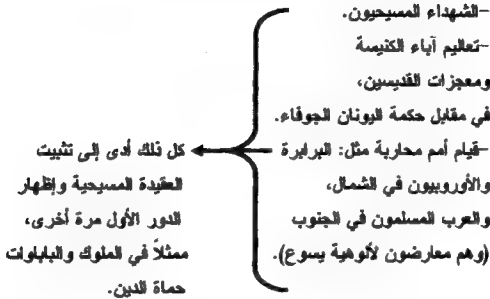 -الشهداء المسيحيون.
-تعاليم آباء الكنيسة
ومعجزات القديسين،
في مقابل حكمة اليونان الجوفاء.
-قيام أمم محاربة مثل: البرابرة
والأوروبيون في الشمال،
والعرب المسلمون في الجنوب
(وهم معارضون لألوهية يسوع).
كل ذلك أدى إلى تثبيت
العقيدة المسيحية وإظهار
الدور الأول مرة أخرى،
ممثلاً في الملوك والباباوات
حماة الدين.